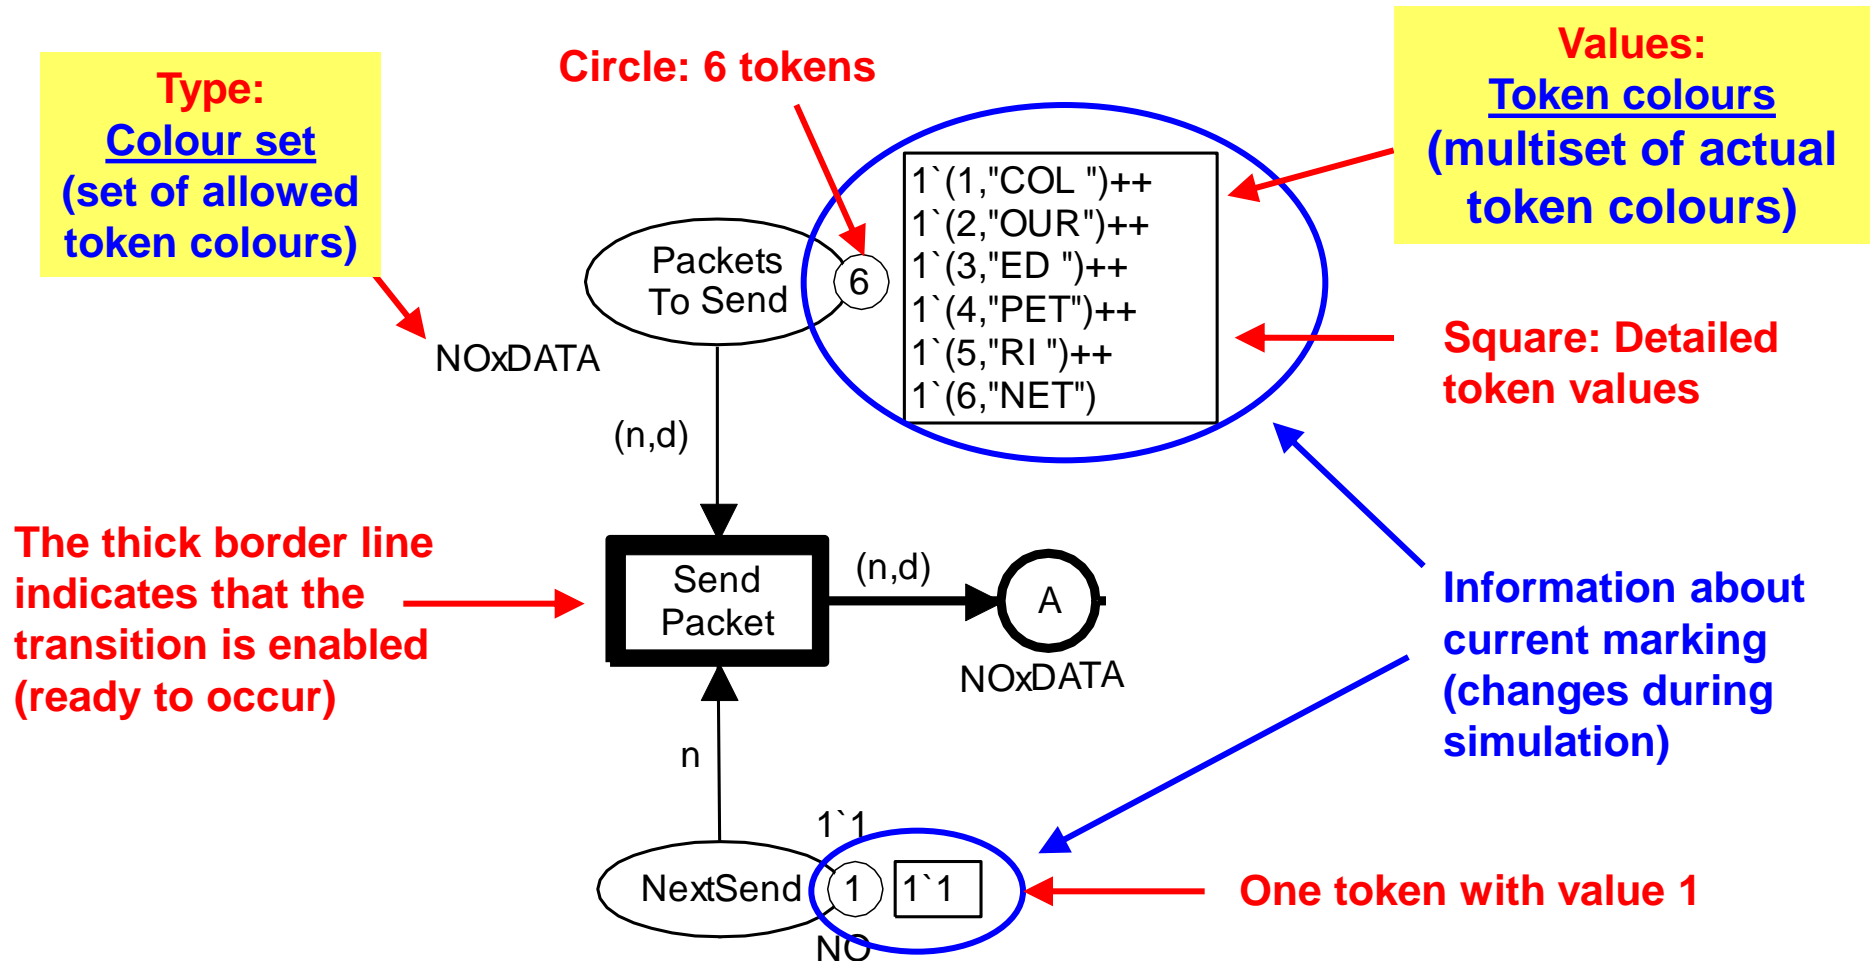 Type:
Colour set
(set of allowed
token colours)
Circle: 6 tokens
Values:
Token colours
(multiset of actual
token colours)
1`(1,"COL ")++
1`(2,"OUR")++
1`(3,"ED ")++
1`(4,"PET")++
1`(5,"RI ")++
1`(6,"NET")
Packets
To Send
6
NOxDATA
Square: Detailed
token values
(n,d)
The thick border line
indicates that the
transition is enabled
(ready to occur)
Send
Packet
(n,d)
A
NOxDATA
Information about
current marking
(changes during
simulation)
n
1`1
NextSend
1
1`1
NO
One token with value 1